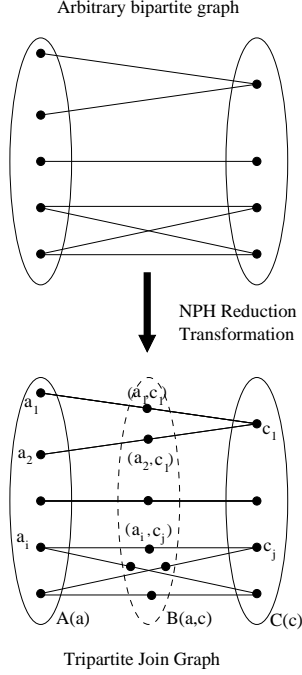 Arbitrary bipartite graph
NPH Reduction
Transformation
(a₁,c₁)
a₁
c₁
a₂
(a₂,c₁)
(aᵢ,cⱼ)
aᵢ
cⱼ
A(a)
B(a,c)
C(c)
Tripartite Join Graph